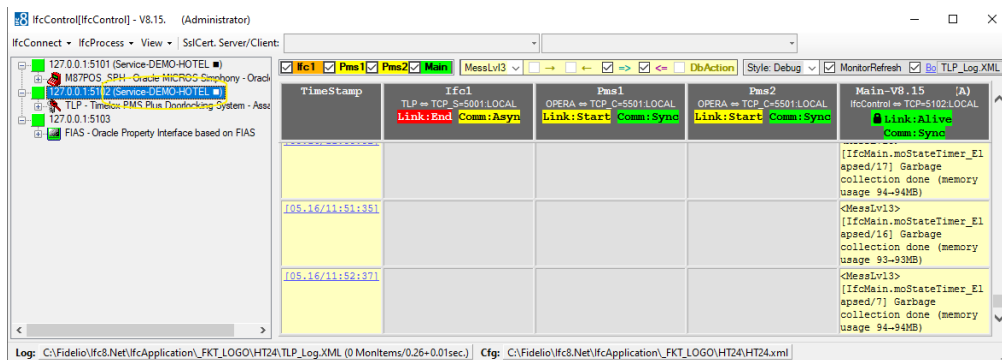 IfcControl[IfcControl] - V8.15. (Administrator)
IfcConnect IfcProcess View SslCert. Server/Client:
127.0.0.1:5101 (Service-DEMO-HOTEL ■)
M87POS_SPH - Oracle MICROS Simphony - Oracl
127.0.0.1:5102 (Service-DEMO-HOTEL ■)
TLP - Timelox PMS Plus Doorlocking System - Assa
127.0.0.1:5103
FIAS - Oracle Property Interface based on FIAS
Ifc1 Pms1 Pms2 Main MessLvl3 → ← => <= DbAction Style: Debug MonitorRefresh Bo TLP_Log.XML
TimeStamp Ifc1 Pms1 Pms2 Main-V8.15 (A)
TLP ⇔ TCP_S=5001:LOCAL OPERA ⇔ TCP_C=5501:LOCAL OPERA ⇔ TCP_C=5501:LOCAL IfcControl ⇔ TCP=5102:LOCAL
Link:End Comm:Asyn Link:Start Comm:Sync Link:Start Comm:Sync Link:Alive
Comm:Sync
[IfcMain.moStateTimer_El
apsed/17] Garbage
collection done (memory
usage 94→94MB)
[05.16/11:51:35] <MessLvl3>
[IfcMain.moStateTimer_El
apsed/16] Garbage
collection done (memory
usage 93→93MB)
[05.16/11:52:37] <MessLvl3>
[IfcMain.moStateTimer_El
apsed/7] Garbage
collection done (memory
usage 94→94MB)
Log: C:\Fidelio\Ifc8.Net\IfcApplication\_FKT_LOGO\HT24\TLP_Log.XML (0 MonItems/0.26+0.01sec.) Cfg: C:\Fidelio\Ifc8.Net\IfcApplication\_FKT_LOGO\HT24\HT24.xml